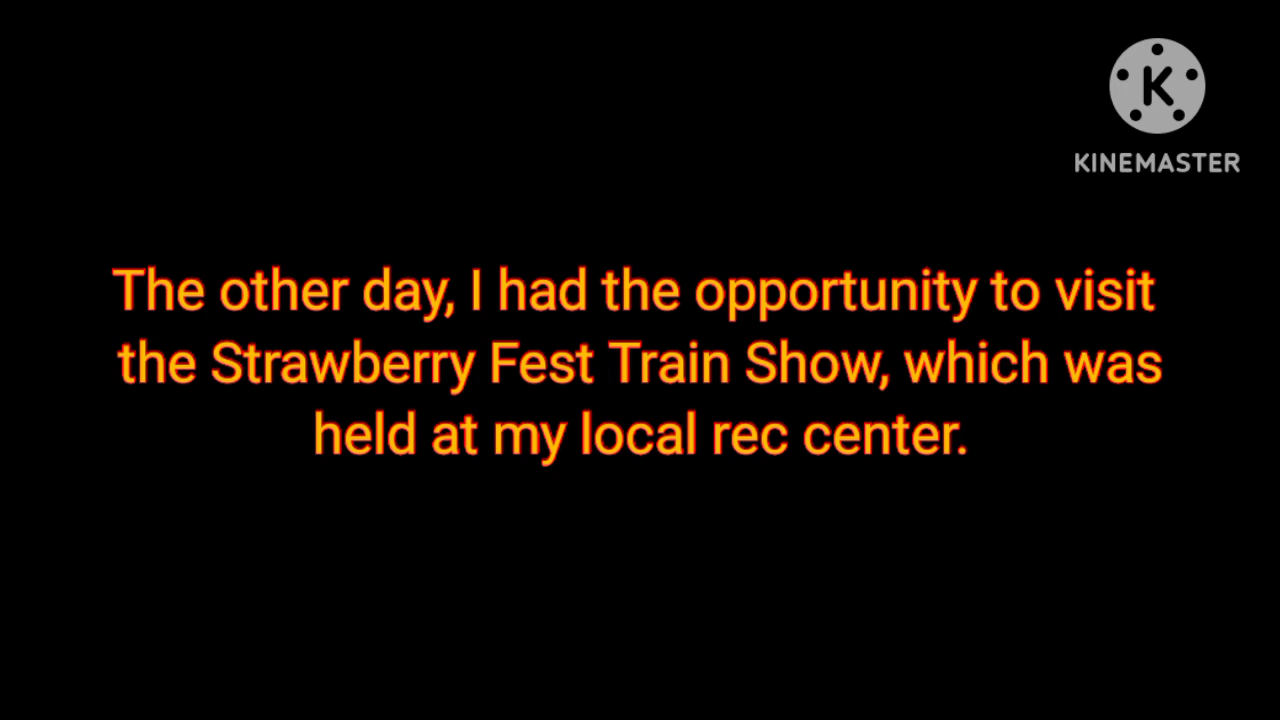 K
KINEMASTER
The other day, I had the opportunity to visit
the Strawberry Fest Train Show, which was
held at my local rec center.